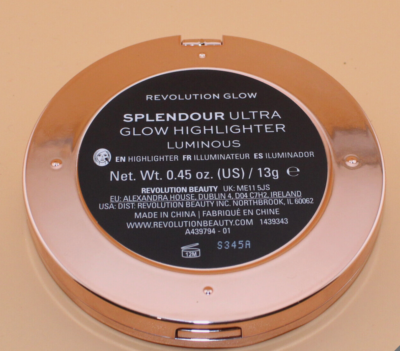 REVOLUTION GLOW
SPLENDOUR ULTRA
GLOW HIGHLIGHTER
LUMINOUS
EN HIGHLIGHTER FR ILLUMINATEUR ES ILUMINADOR
Net. Wt. 0.45 oz. (US) / 13g ℮
REVOLUTION BEAUTY UK: ME11 5JS
EU: ALEXANDRA HOUSE, DUBLIN 4, D04 C7H2, IRELAND
USA: DIST: REVOLUTION BEAUTY INC. NORTHBROOK, IL 60062
MADE IN CHINA | FABRIQUÉ EN CHINE
WWW.REVOLUTIONBEAUTY.COM 1439343
A439794 - 01
12M S345A